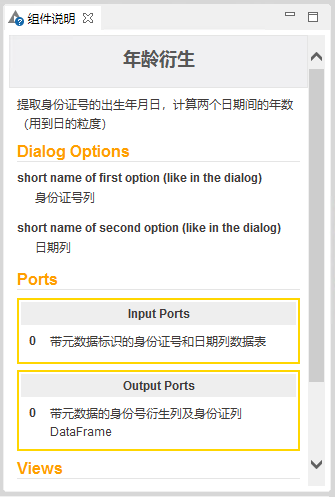 组件说明
年龄衍生
提取身份证号的出生年月日，计算两个日期间的年数
（用到日的粒度）
Dialog Options
short name of first option (like in the dialog)
身份证号列
short name of second option (like in the dialog)
日期列
Ports
Input Ports
0 带元数据标识的身份证号和日期列数据表
Output Ports
0 带元数据的身份号衍生列及身份证列
DataFrame
Views